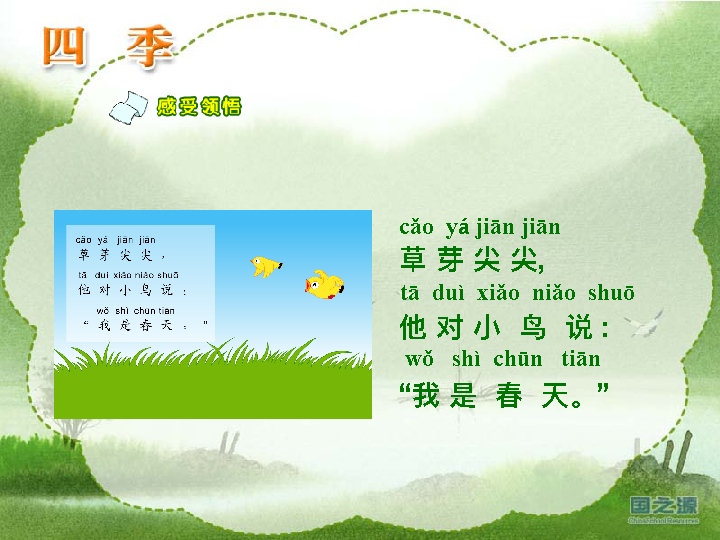 四 季
感受领悟
cǎo yá jiān jiān
草 芽 尖 尖 ，
tā duì xiǎo niǎo shuō
他 对 小 鸟 说 ：
wǒ shì chūn tiān
“ 我 是 春 天 。 ”
cǎo yá jiān jiān
草 芽 尖 尖,
tā duì xiǎo niǎo shuō
他 对 小 鸟 说：
wǒ shì chūn tiān
“我 是 春 天。”
国之源